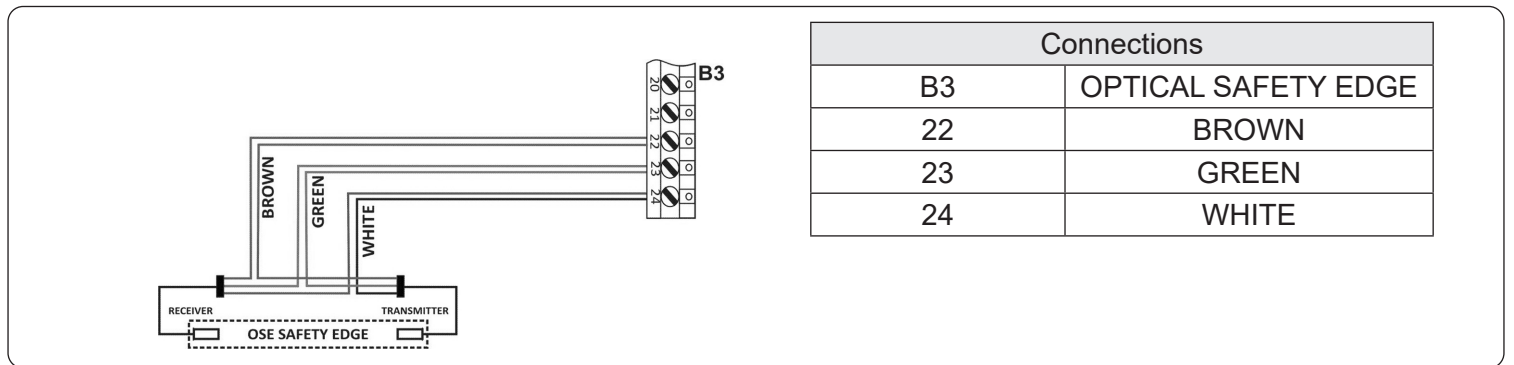 B3
20
21
22
23
24
BROWN
GREEN
WHITE
RECEIVER
TRANSMITTER
OSE SAFETY EDGE
Connections
B3 OPTICAL SAFETY EDGE
22 BROWN
23 GREEN
24 WHITE